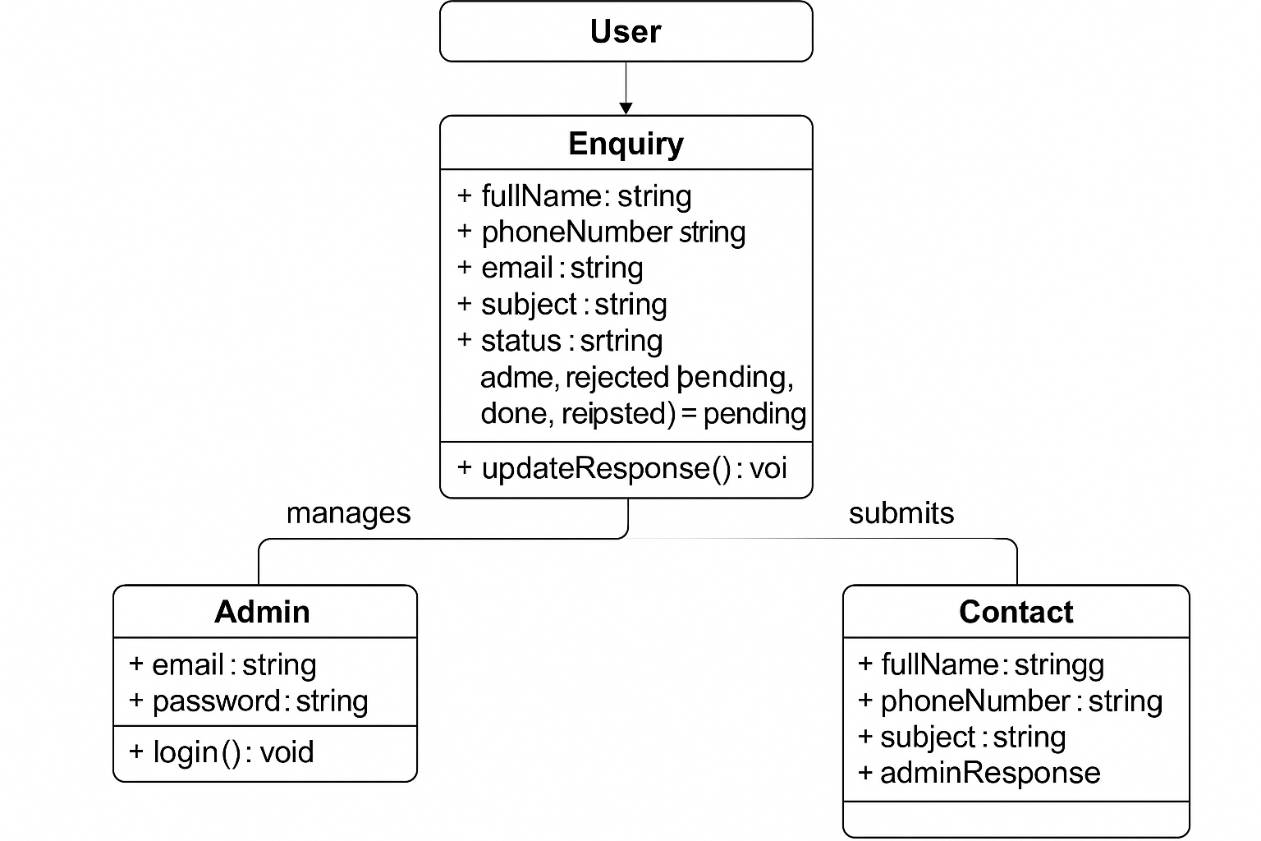 User
Enquiry
+ fullName: string
+ phoneNumber string
+ email : string
+ subject : string
+ status : srtring
adme, rejected pending,
done, reipsted) = pending
+ updateResponse() : voi
manages
submits
Admin
+ email : string
+ password : string
+ login() : void
Contact
+ fullName : stringg
+ phoneNumber : string
+ subject : string
+ adminResponse